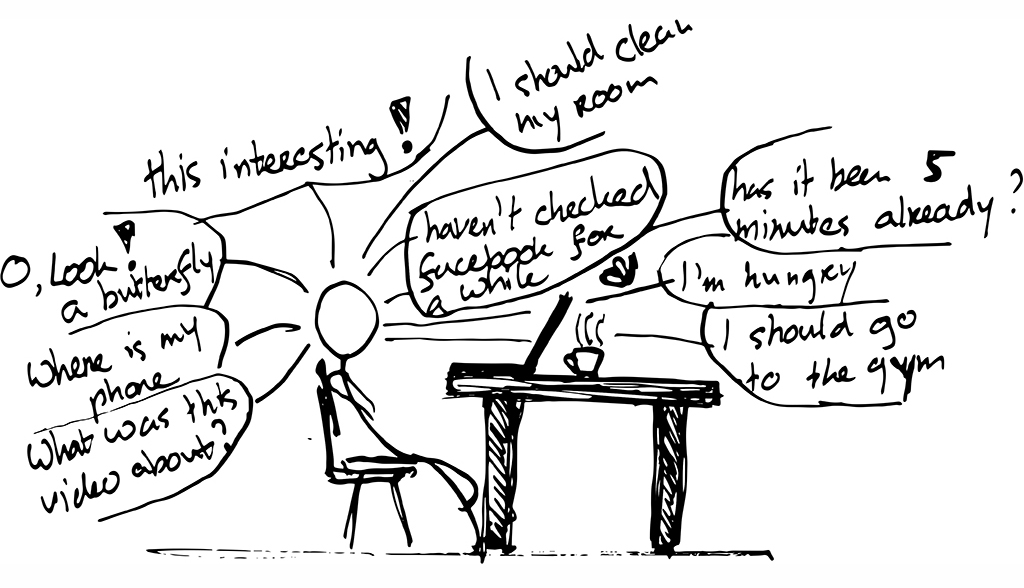 I should clean
my room
this interesting!
haven't checked
facebook for
a while
has it been 5
minutes already?
O, Look!
a butterfly
I'm hungry
where is my
phone
I should go
to the gym
What was this
video about?